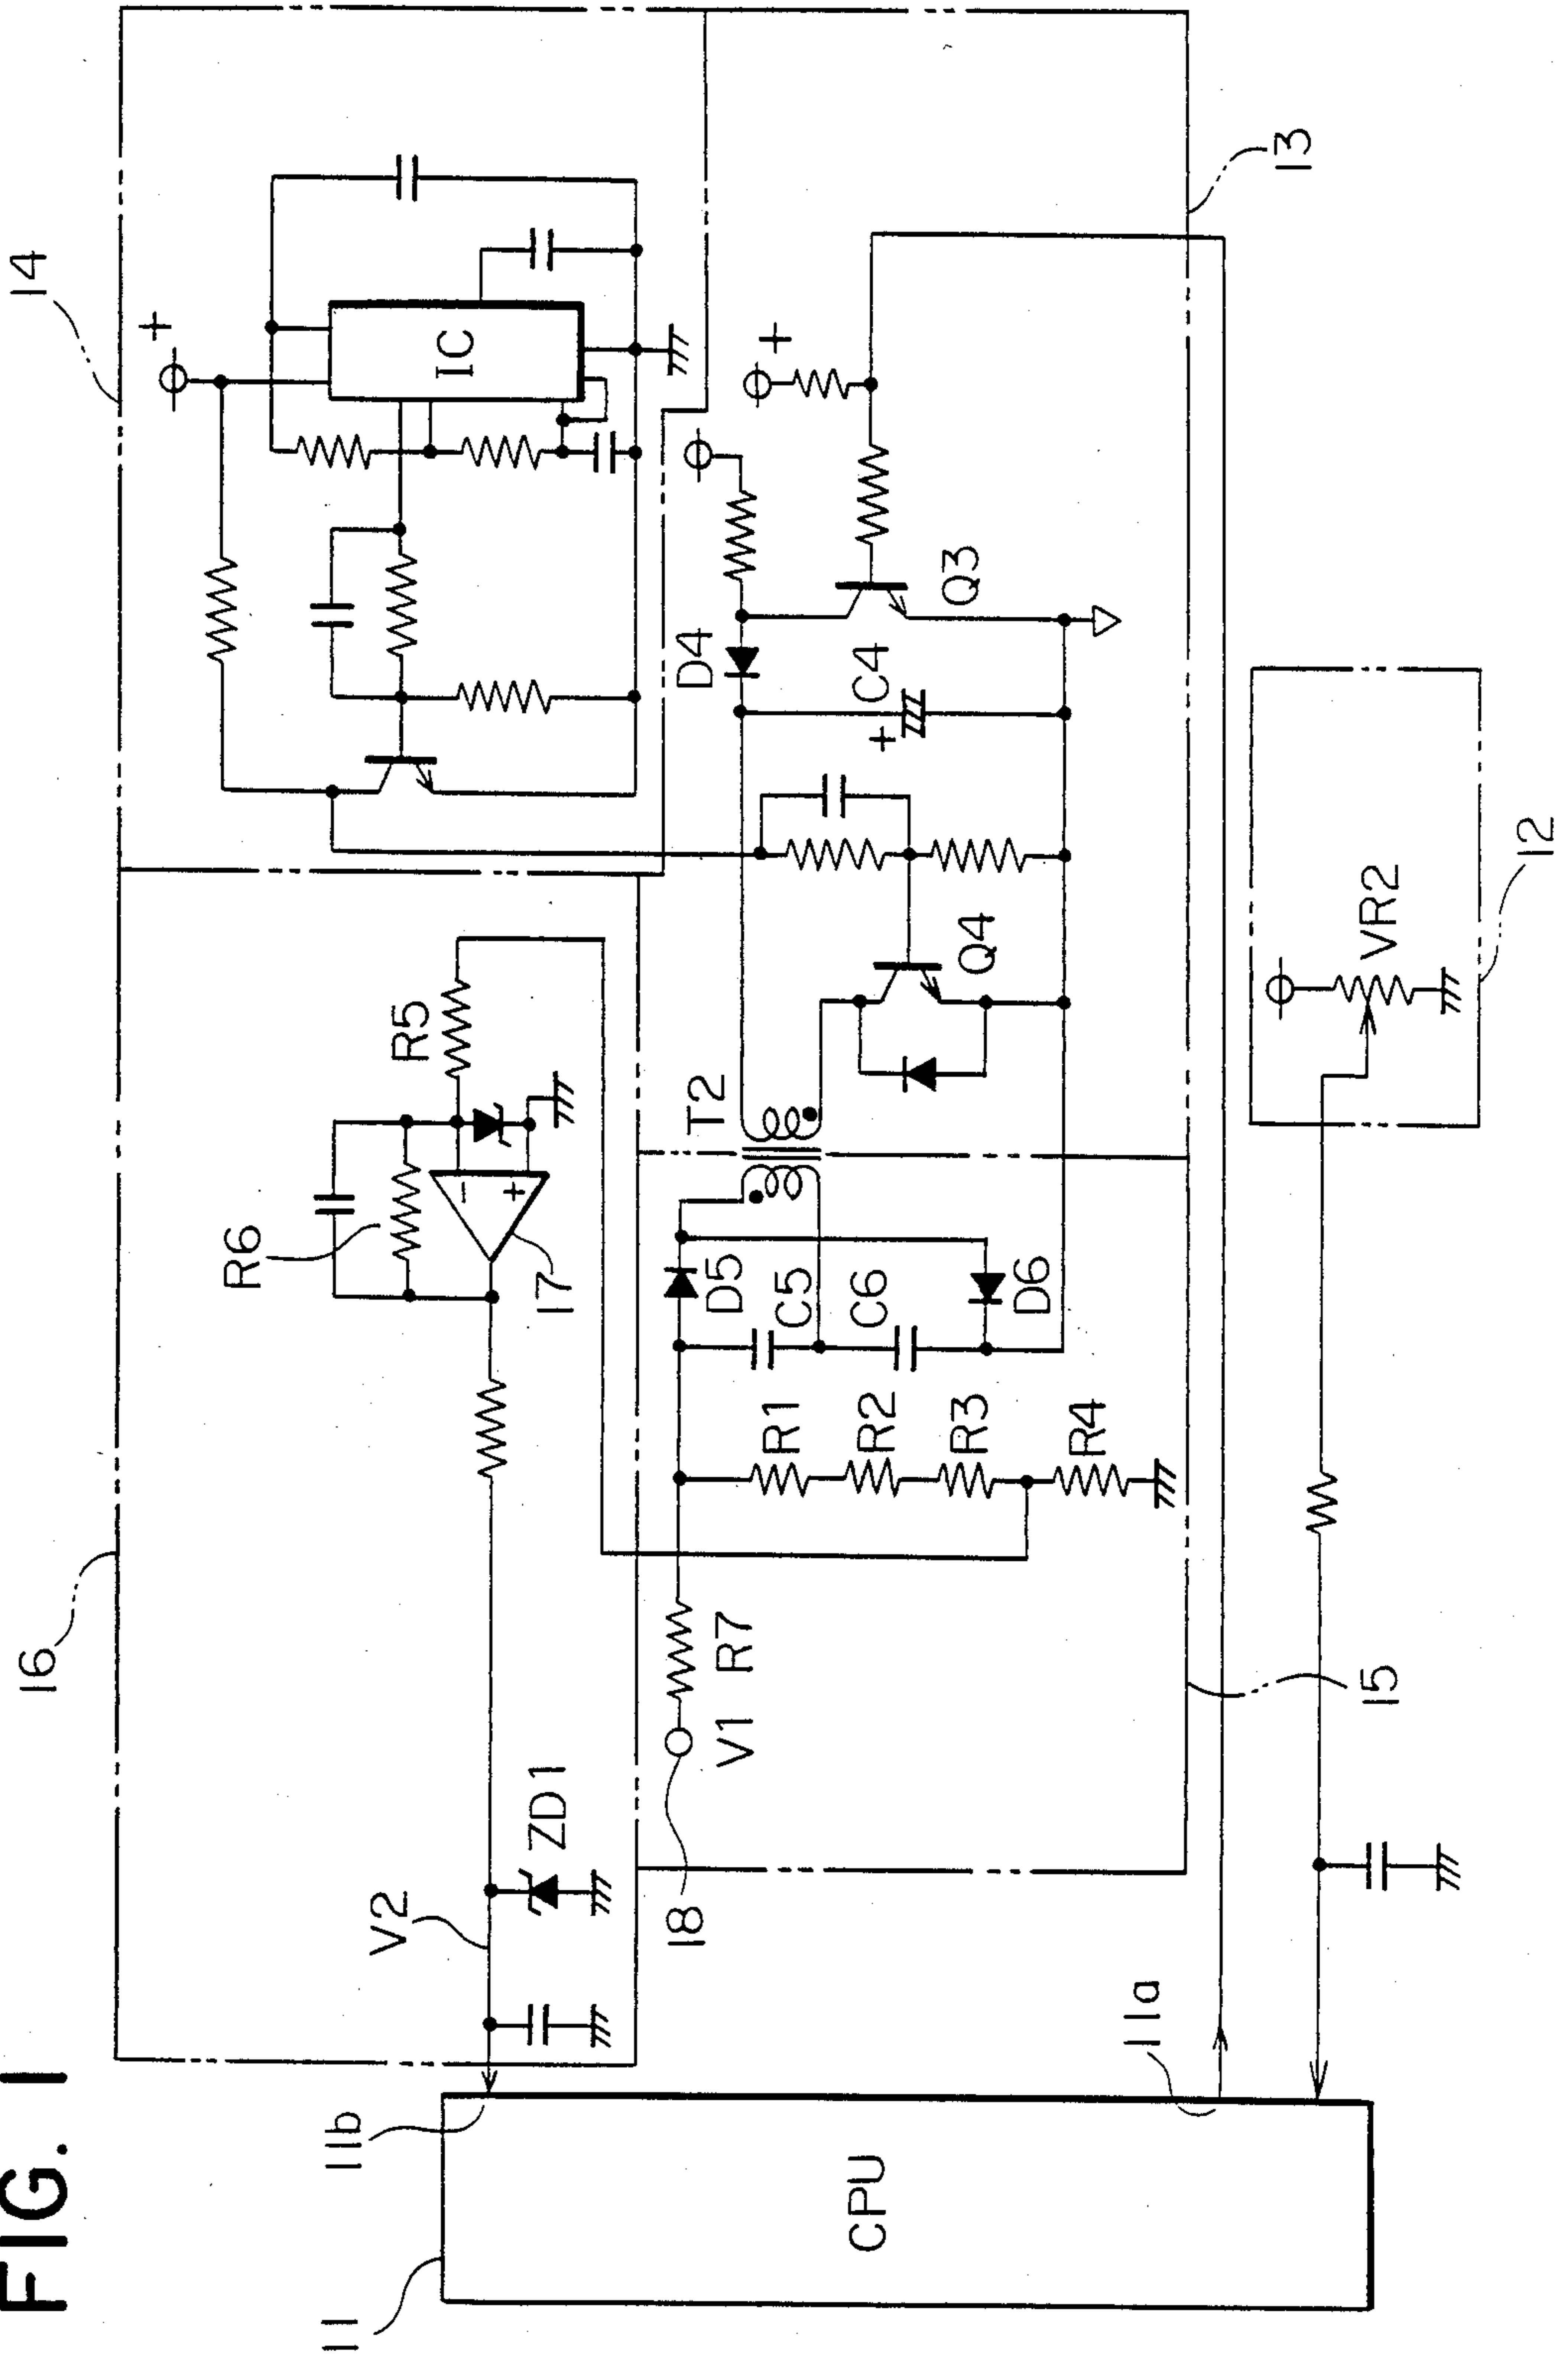 FIG. 1
14
16
13
12
15
11
11b
11a
CPU
V2
ZD1
R6
17
R5
18
V1
R7
R1
R2
R3
R4
D5
C5
C6
D6
T2
Q4
D4
C4
+
Q3
+
+
IC
VR2
−
+